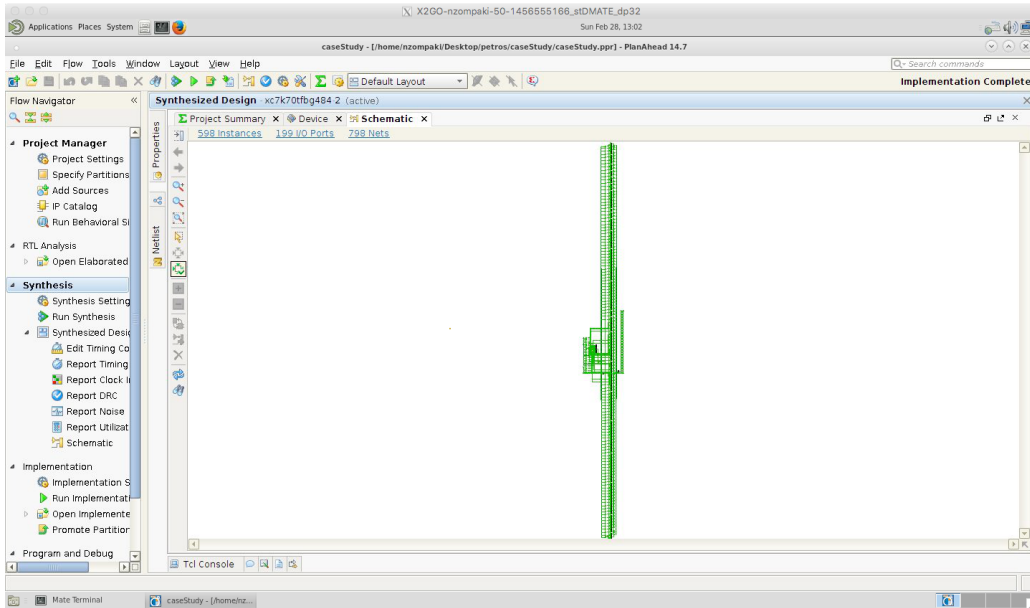 X2GO-nzompaki-50-1456555166_stDMATE_dp32
Applications Places System
Sun Feb 28, 13:02
caseStudy - [/home/nzompaki/Desktop/petros/caseStudy/caseStudy.ppr] - PlanAhead 14.7
File Edit Flow Tools Window Layout View Help
Search commands
Default Layout
Implementation Complete
Flow Navigator
Synthesized Design - xc7k70tfbg484-2 (active)
Project Summary
Device
Schematic
598 Instances 199 I/O Ports 798 Nets
Properties
Netlist
Project Manager
Project Settings
Specify Partitions
Add Sources
IP Catalog
Run Behavioral Si
RTL Analysis
Open Elaborated
Synthesis
Synthesis Setting
Run Synthesis
Synthesized Desig
Edit Timing Co
Report Timing
Report Clock I
Report DRC
Report Noise
Report Utilizat
Schematic
Implementation
Implementation S
Run Implementati
Open Implemente
Promote Partition
Program and Debug
Tcl Console
Mate Terminal
caseStudy - [/home/nz...